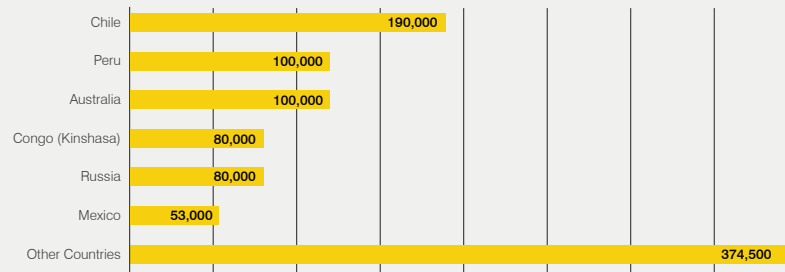 Chile 190,000
Peru 100,000
Australia 100,000
Congo (Kinshasa) 80,000
Russia 80,000
Mexico 53,000
Other Countries 374,500